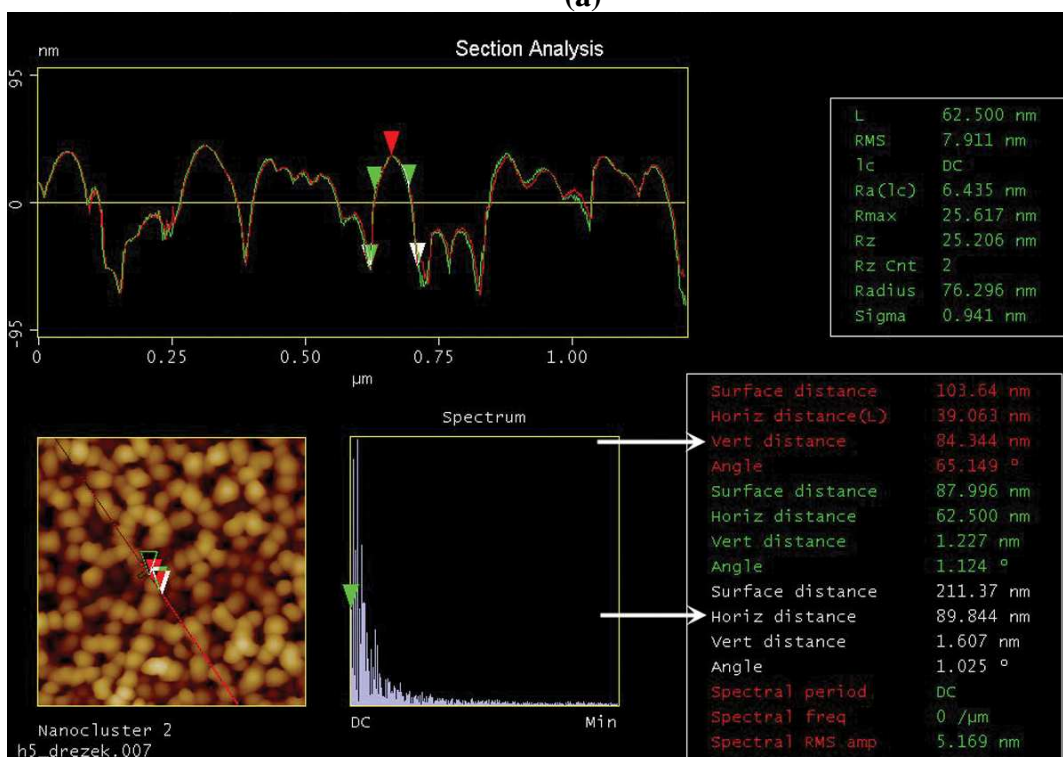 (a)
Section Analysis
nm
95
0
-95
0 0.25 0.50 0.75 1.00
µm
L 62.500 nm
RMS 7.911 nm
lc DC
Ra(lc) 6.435 nm
Rmax 25.617 nm
Rz 25.206 nm
Rz Cnt 2
Radius 76.296 nm
Sigma 0.941 nm
Spectrum
DC Min
Surface distance 103.64 nm
Horiz distance(L) 39.063 nm
Vert distance 84.344 nm
Angle 65.149 º
Surface distance 87.996 nm
Horiz distance 62.500 nm
Vert distance 1.227 nm
Angle 1.124 º
Surface distance 211.37 nm
Horiz distance 89.844 nm
Vert distance 1.607 nm
Angle 1.025 º
Spectral period DC
Spectral freq 0 /µm
Spectral RMS amp 5.169 nm
Nanocluster 2
h5_drezek.007